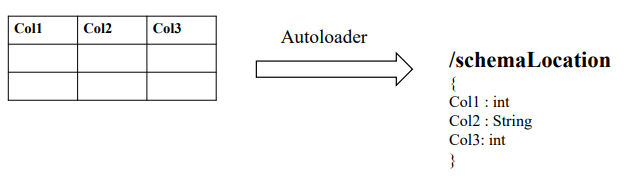 Col1 Col2 Col3
Autoloader
/schemaLocation
{
Col1 : int
Col2 : String
Col3: int
}